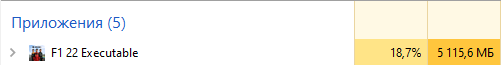 Приложения (5)
F1 22 Executable 18,7% 5 115,6 МБ